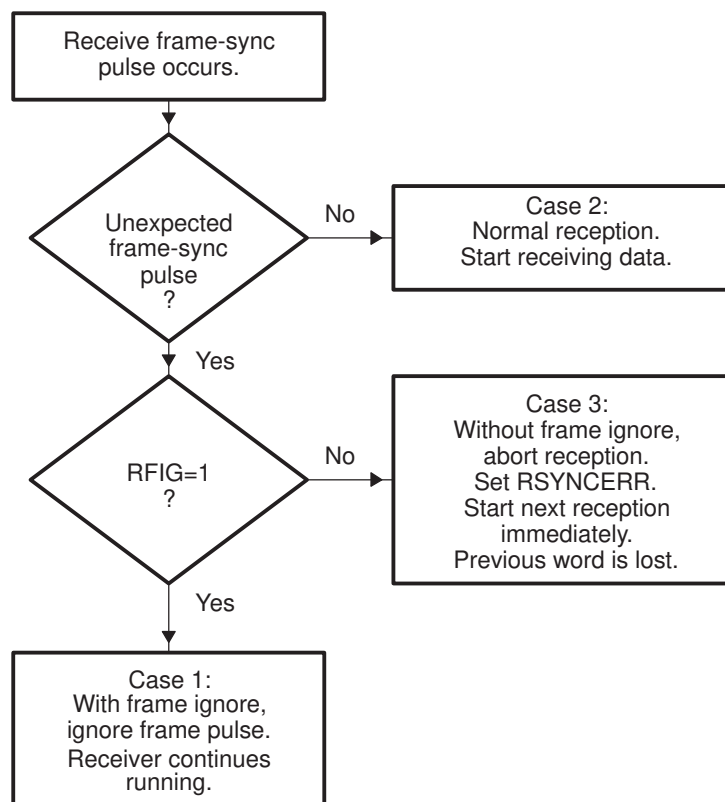 Receive frame-sync
pulse occurs.
Unexpected
frame-sync
pulse
?
No
Case 2:
Normal reception.
Start receiving data.
Yes
RFIG=1
?
No
Case 3:
Without frame ignore,
abort reception.
Set RSYNCERR.
Start next reception
immediately.
Previous word is lost.
Yes
Case 1:
With frame ignore,
ignore frame pulse.
Receiver continues
running.